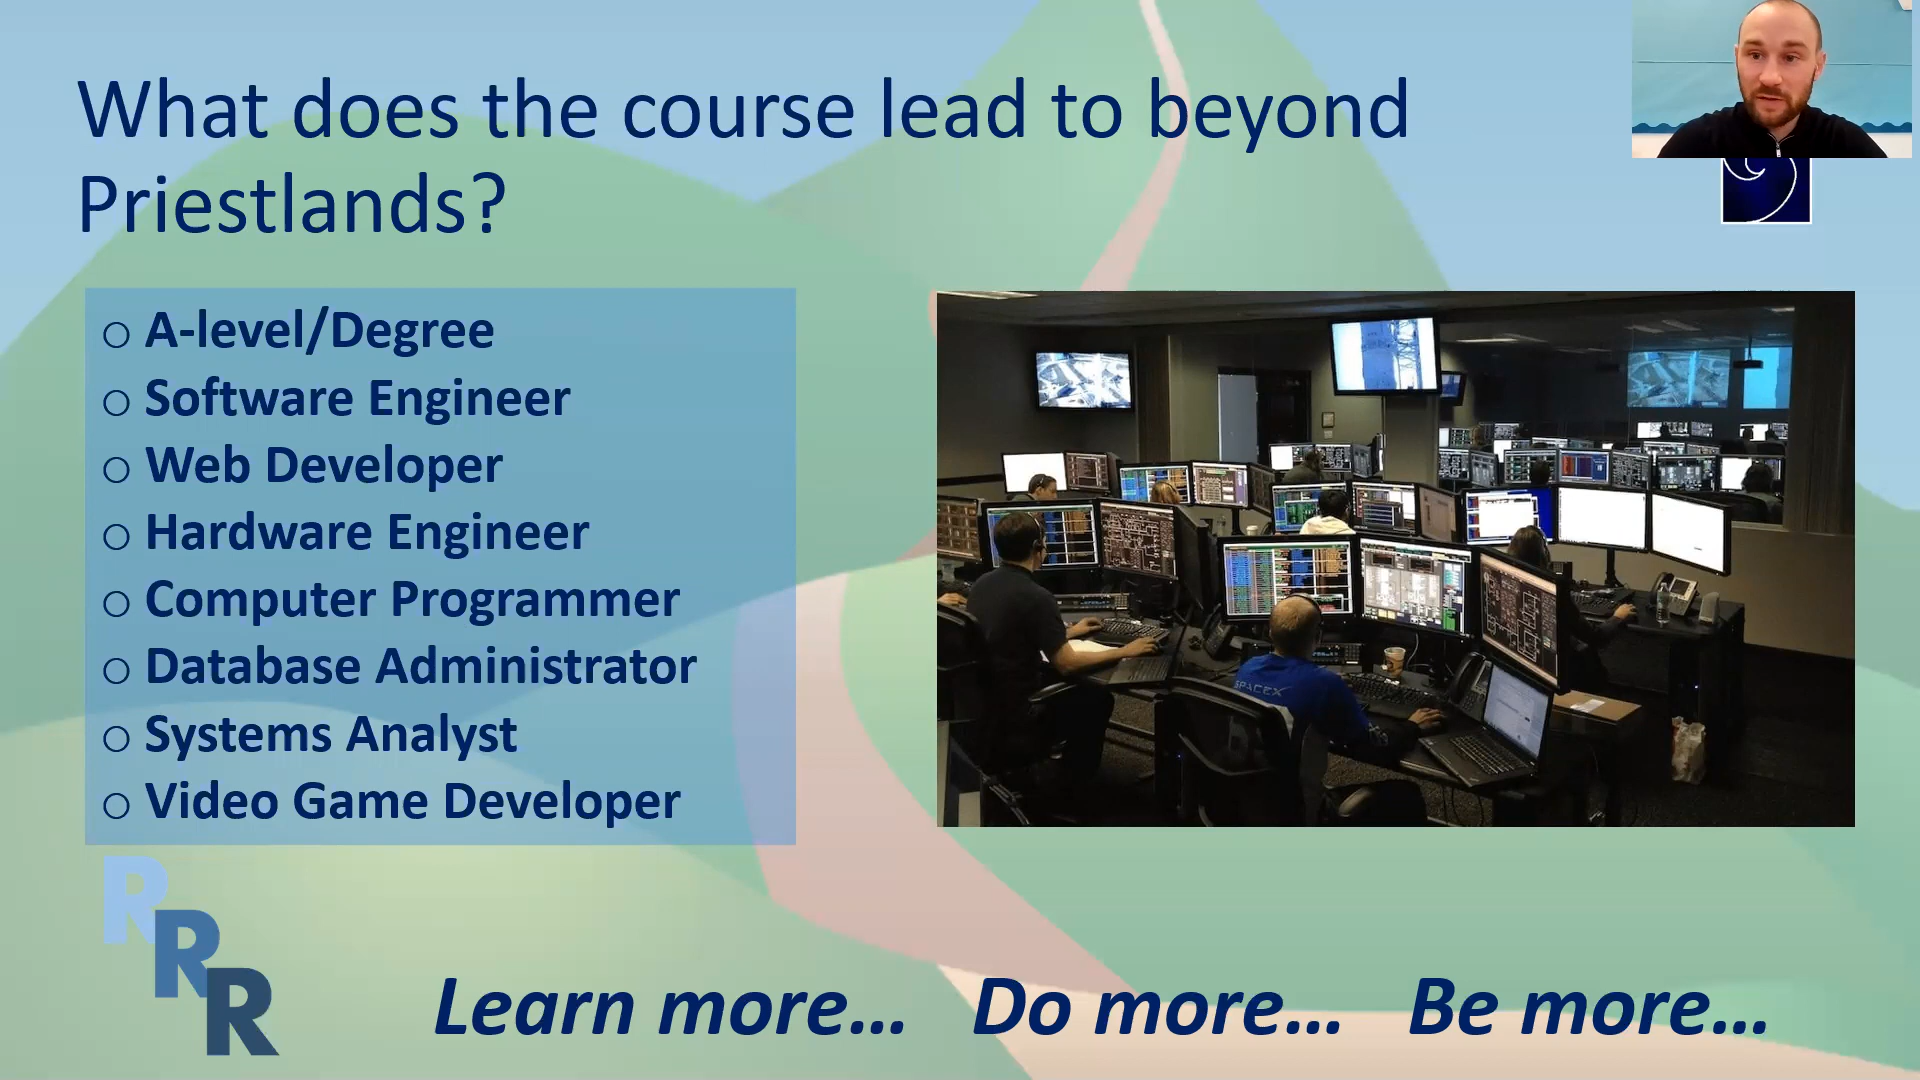 What does the course lead to beyond
Priestlands?
A-level/Degree
Software Engineer
Web Developer
Hardware Engineer
Computer Programmer
Database Administrator
Systems Analyst
Video Game Developer
SPACEX
R
R
R
Learn more... Do more... Be more...